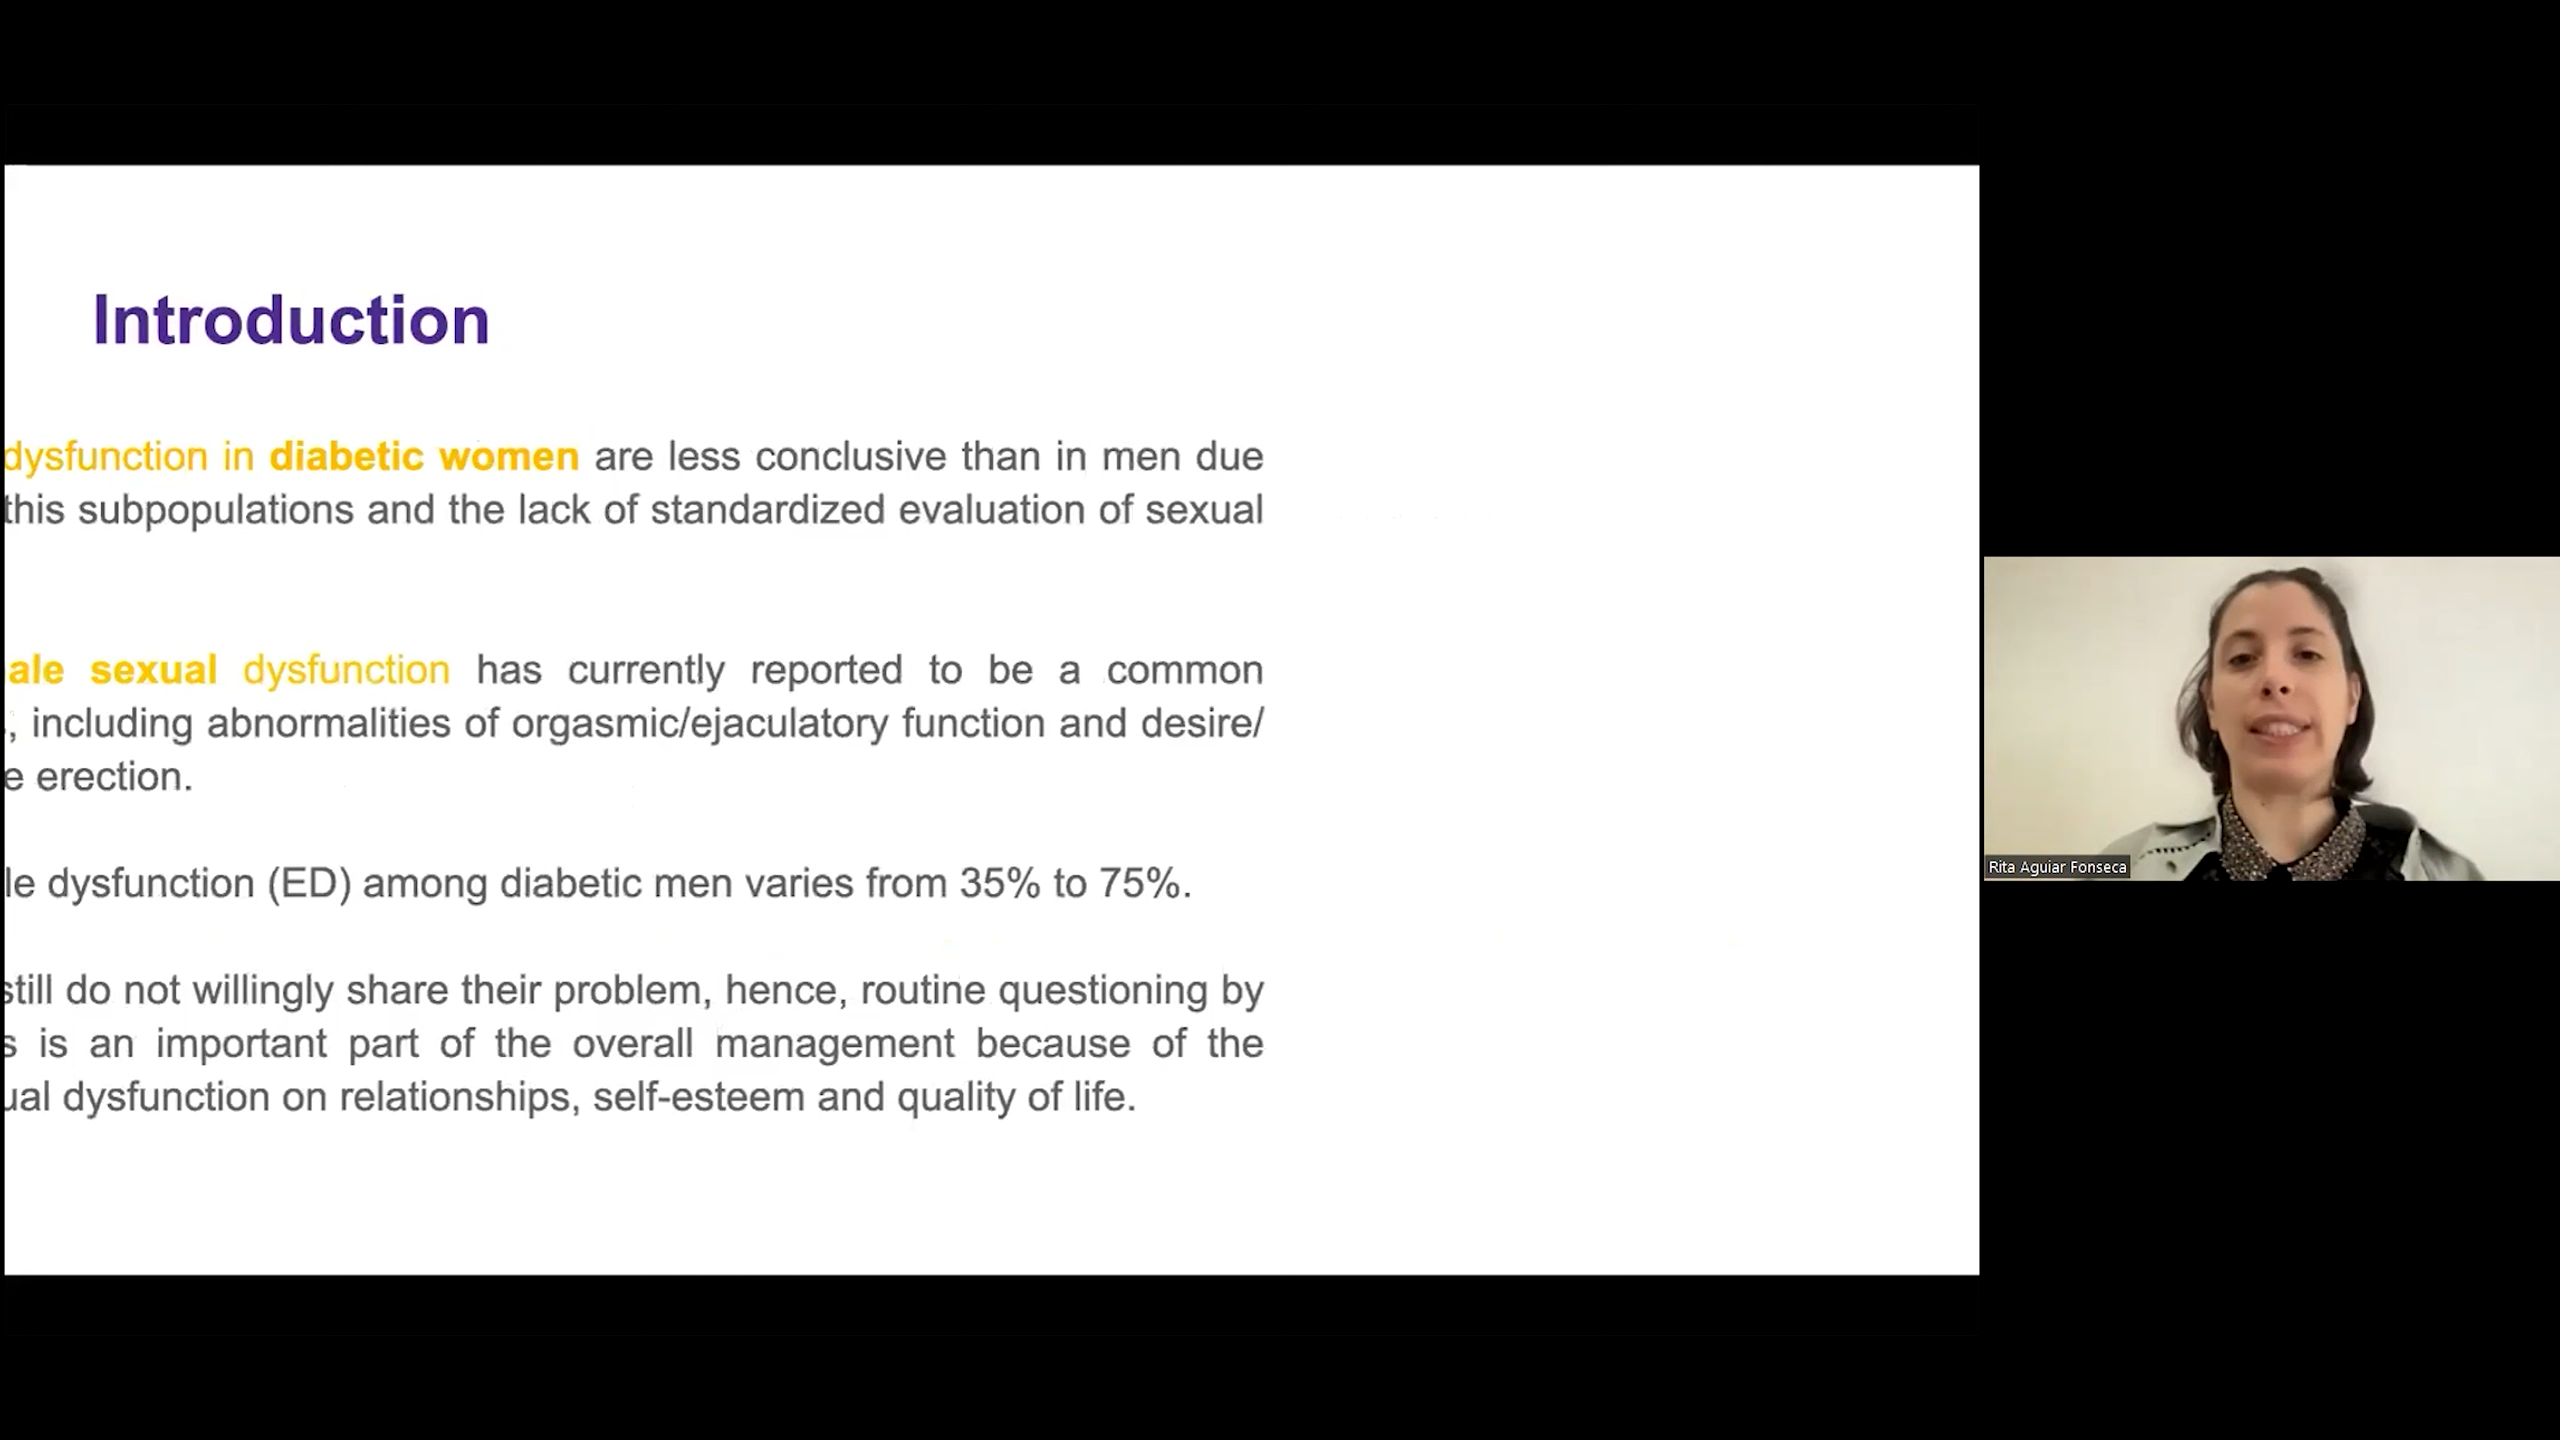 Introduction
dysfunction in diabetic women are less conclusive than in men due
this subpopulations and the lack of standardized evaluation of sexual
ale sexual dysfunction has currently reported to be a common
, including abnormalities of orgasmic/ejaculatory function and desire/
e erection.
le dysfunction (ED) among diabetic men varies from 35% to 75%.
still do not willingly share their problem, hence, routine questioning by
s is an important part of the overall management because of the
ual dysfunction on relationships, self-esteem and quality of life.
Rita Aguiar Fonseca